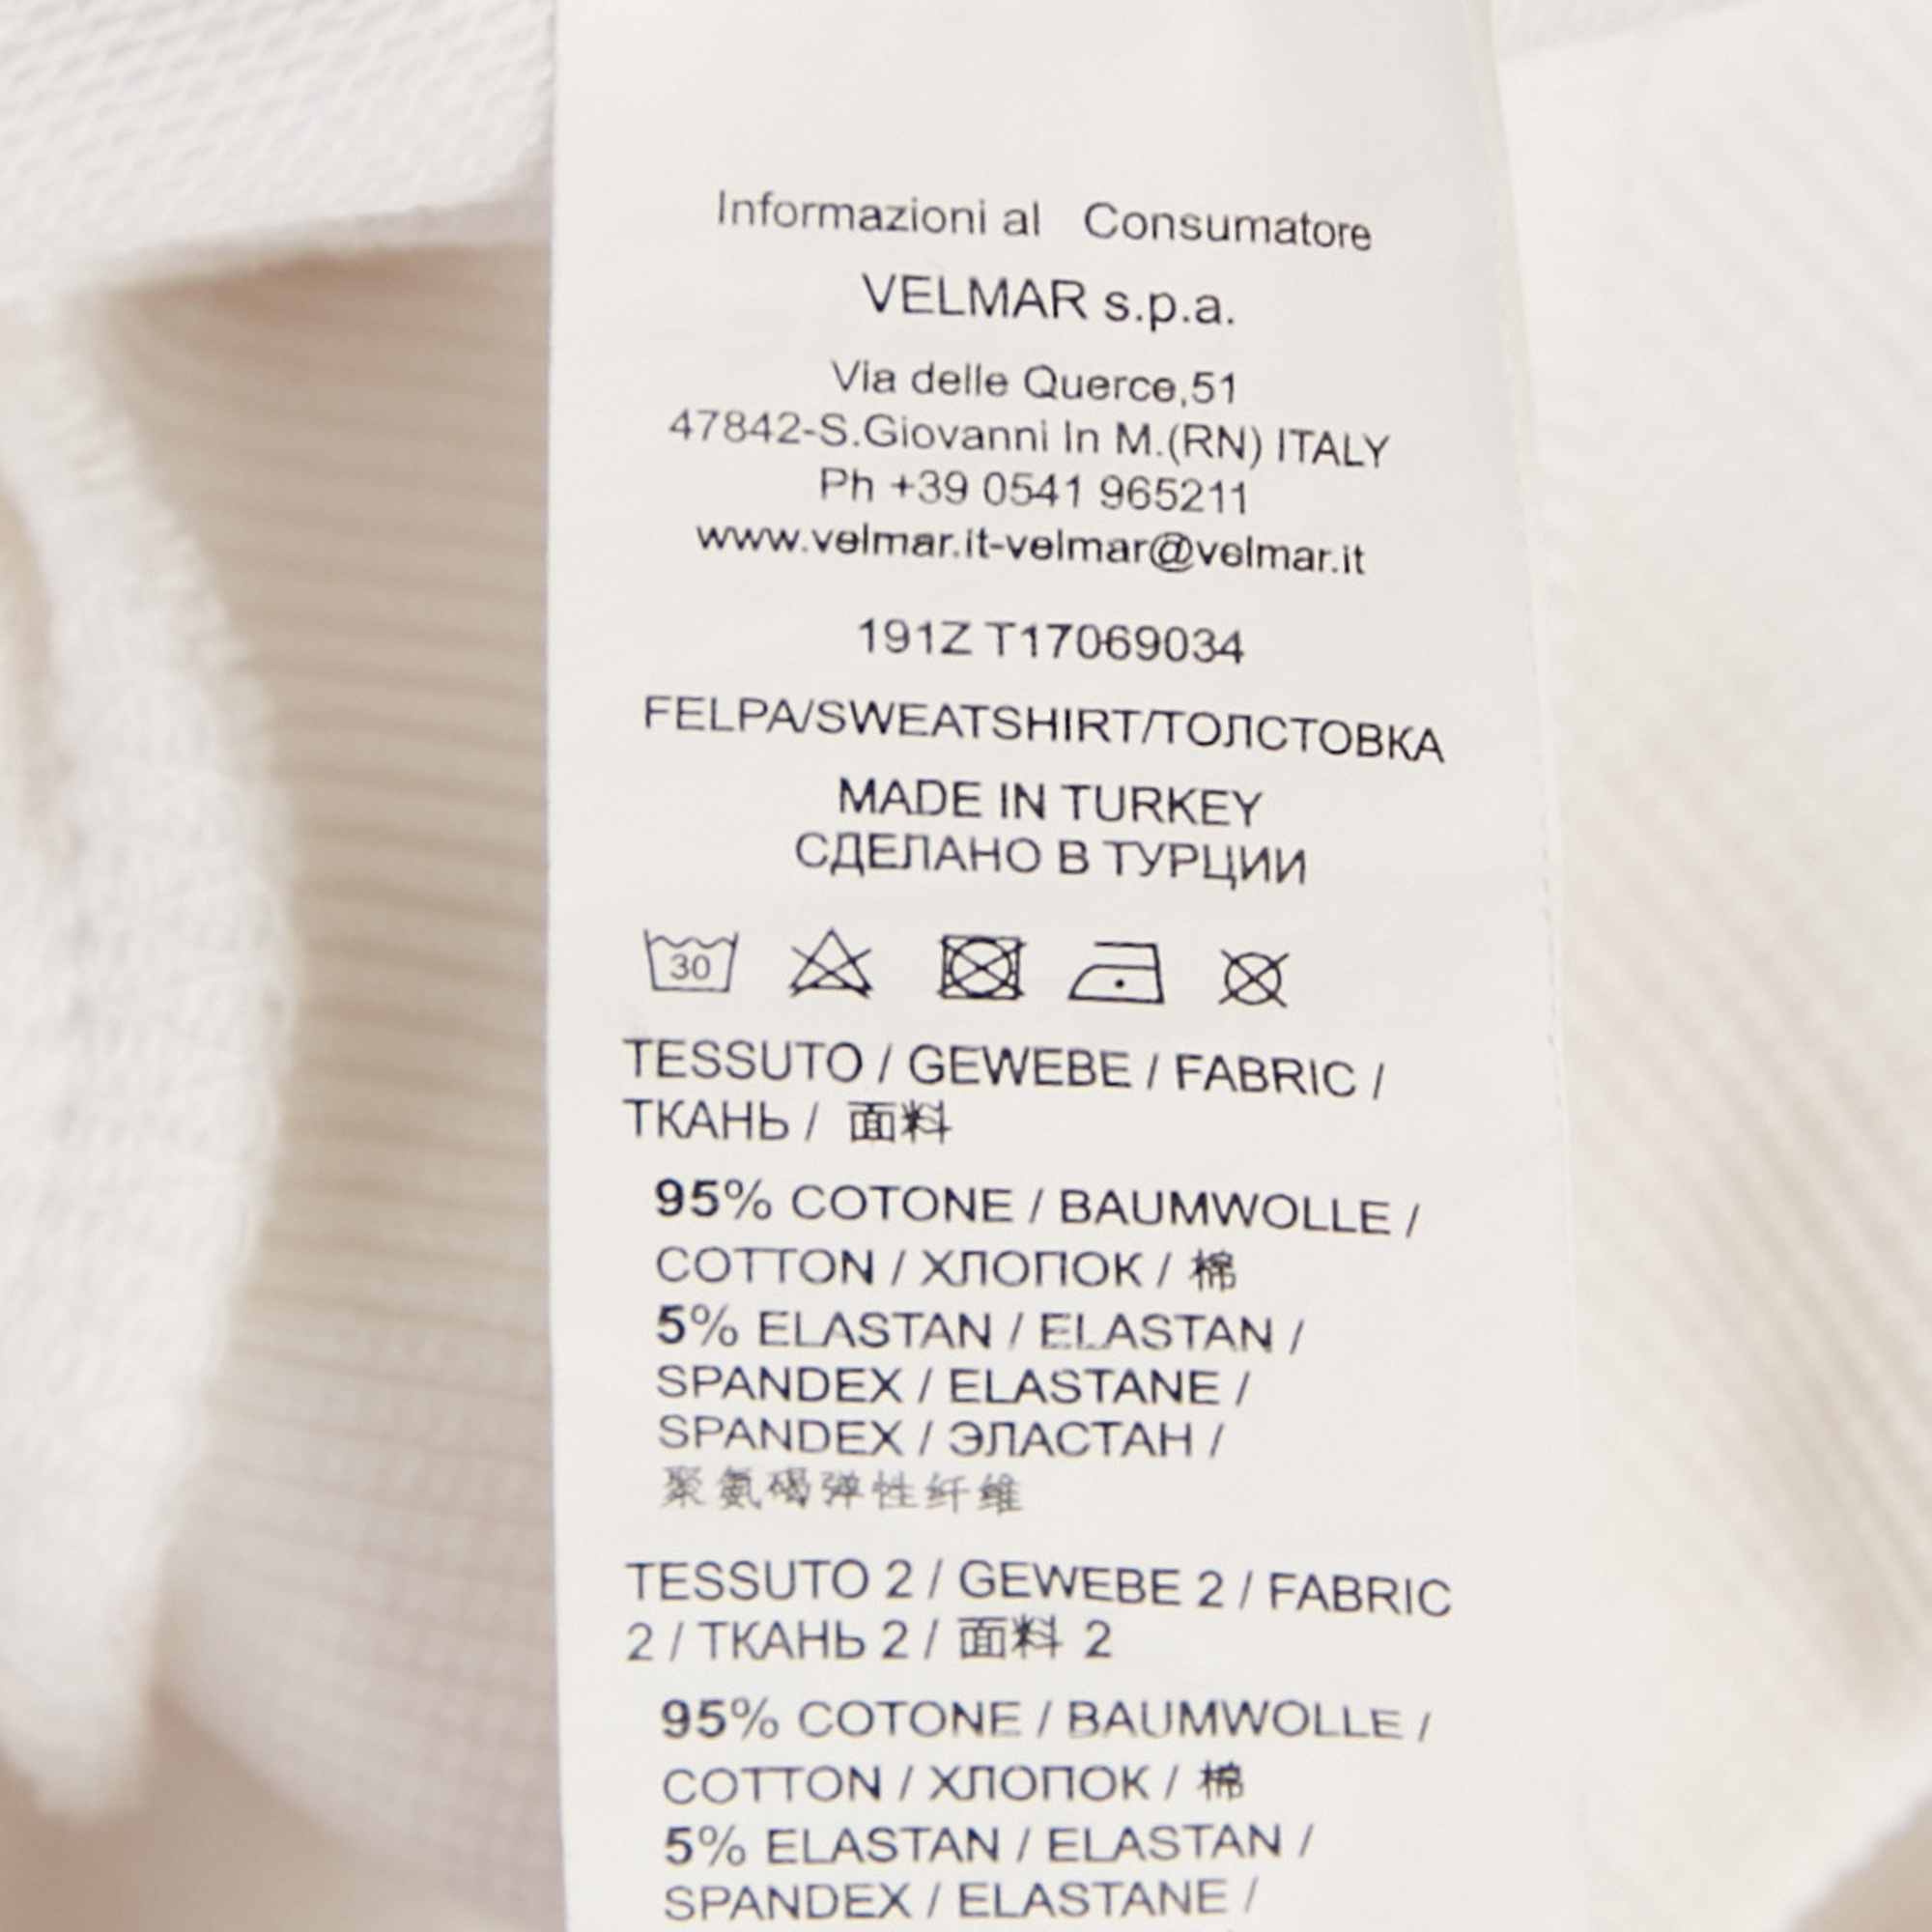 Informazioni al Consumatore
VELMAR s.p.a.
Via delle Querce,51
47842-S.Giovanni In M.(RN) ITALY
Ph +39 0541 965211
www.velmar.it-velmar@velmar.it
191Z T17069034
FELPA/SWEATSHIRT/ТОЛСТОВКА
MADE IN TURKEY
СДЕЛАНО В ТУРЦИИ
30
TESSUTO / GEWEBE / FABRIC /
ТКАНЬ / 面料
95% COTONE / BAUMWOLLE /
COTTON / ХЛОПОК / 棉
5% ELASTAN / ELASTAN /
SPANDEX / ELASTANE /
SPANDEX / ЭЛАСТАН /
聚氨碣弹性纤维
TESSUTO 2 / GEWEBE 2 / FABRIC
2 / ТКАНЬ 2 / 面料 2
95% COTONE / BAUMWOLLE /
COTTON / ХЛОПОК / 棉
5% ELASTAN / ELASTAN /
SPANDEX / ELASTANE /